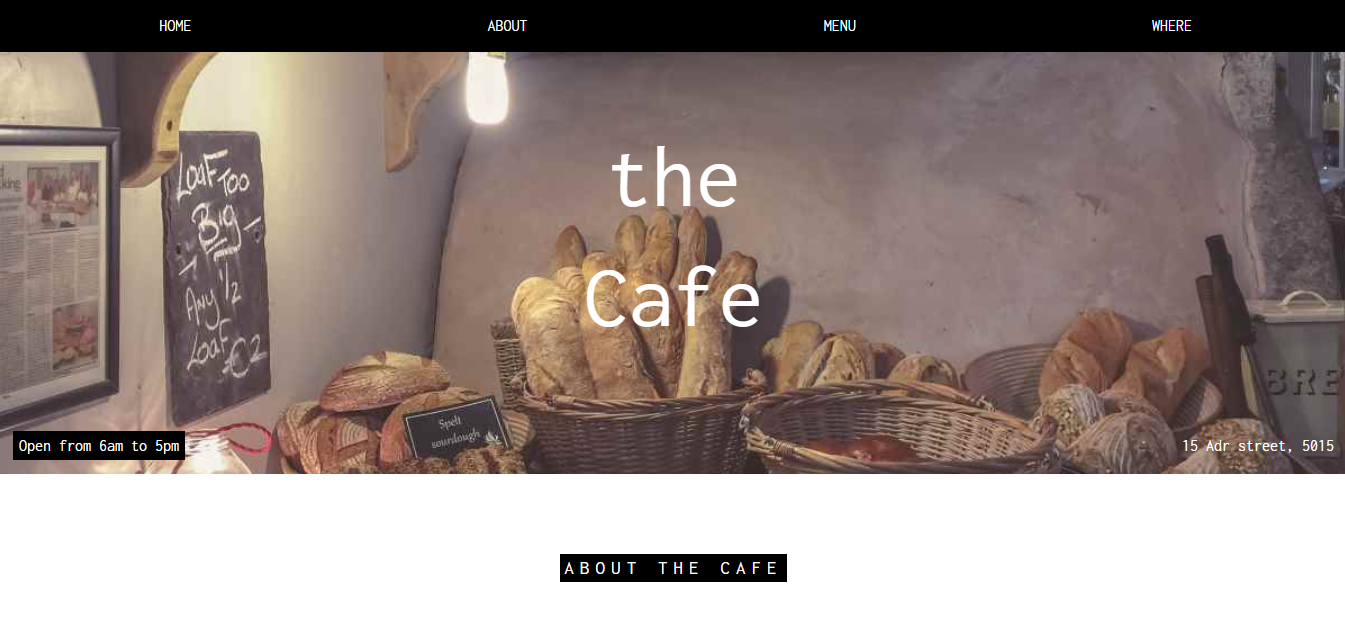 HOME ABOUT MENU WHERE
the
Cafe
LOAF TOO
BIG
ANY 1/2
LOAF £2
Spelt
sourdough
BRE
Open from 6am to 5pm
15 Adr street, 5015
ABOUT THE CAFE